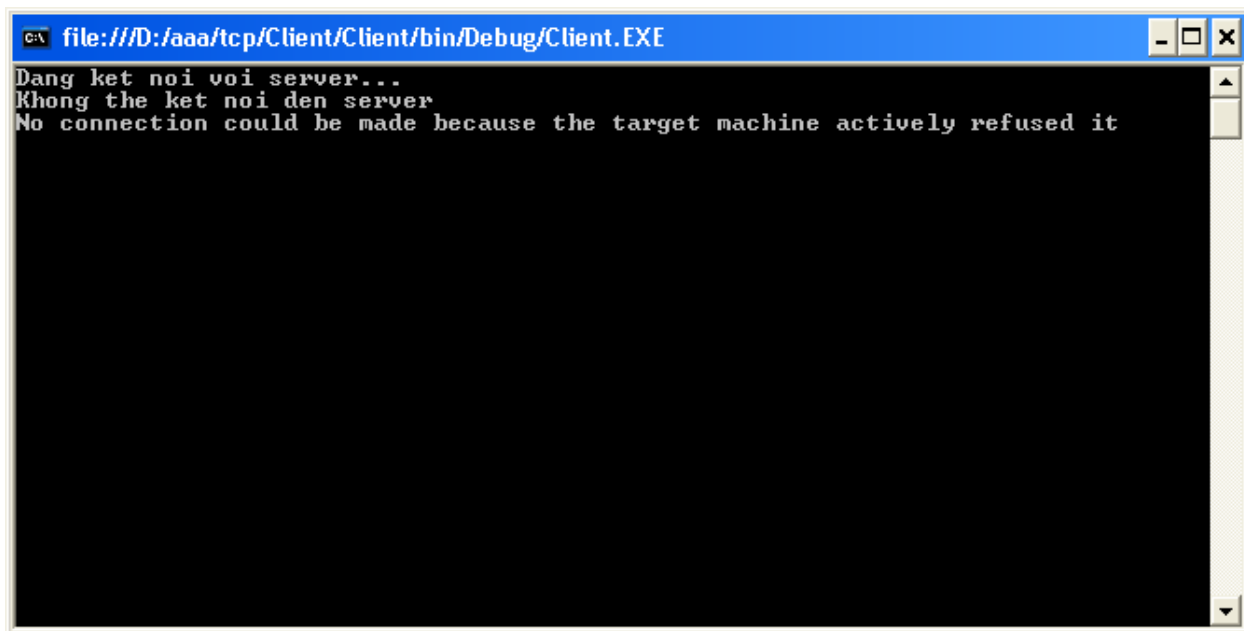 file:///D:/aaa/tcp/Client/Client/bin/Debug/Client.EXE
Dang ket noi voi server...
Khong the ket noi den server
No connection could be made because the target machine actively refused it